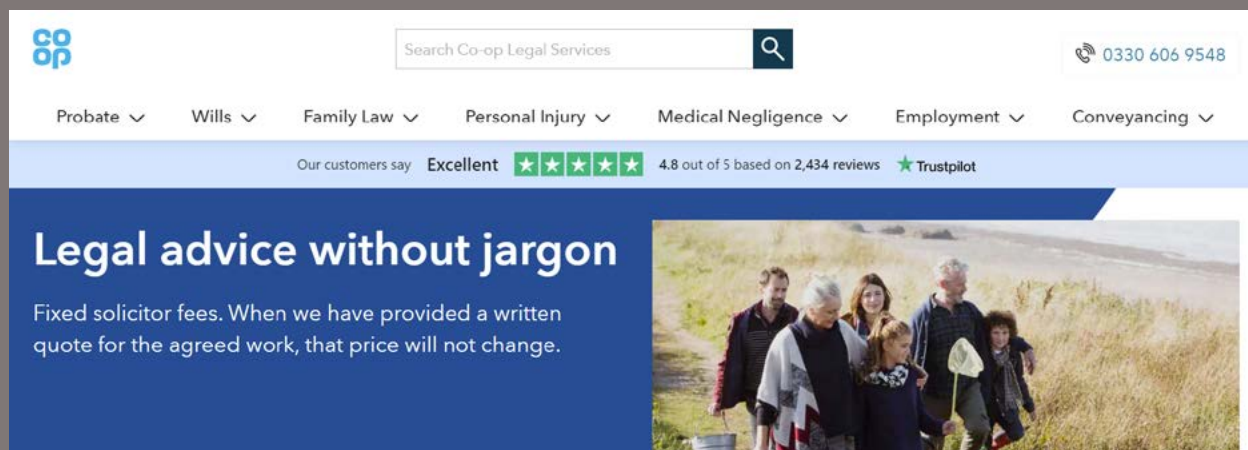 CO
OP
Search Co-op Legal Services
0330 606 9548
Probate Wills Family Law Personal Injury Medical Negligence Employment Conveyancing
Our customers say Excellent 4.8 out of 5 based on 2,434 reviews Trustpilot
Legal advice without jargon
Fixed solicitor fees. When we have provided a written
quote for the agreed work, that price will not change.